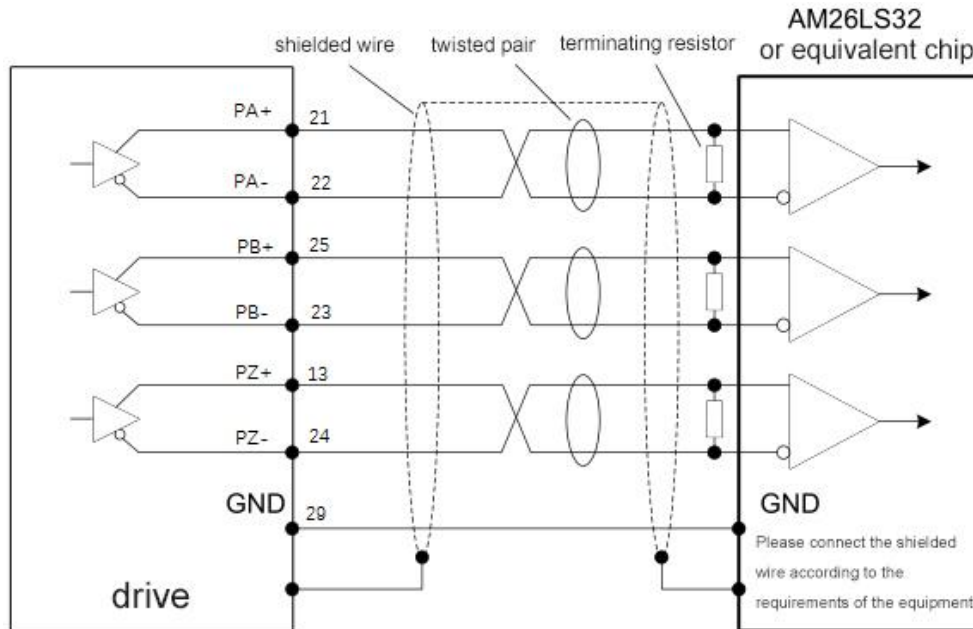 AM26LS32
or equivalent chip
shielded wire
twisted pair
terminating resistor
PA+
21
PA-
22
PB+
25
PB-
23
PZ+
13
PZ-
24
GND
29
GND
Please connect the shielded
wire according to the
requirements of the equipment
drive